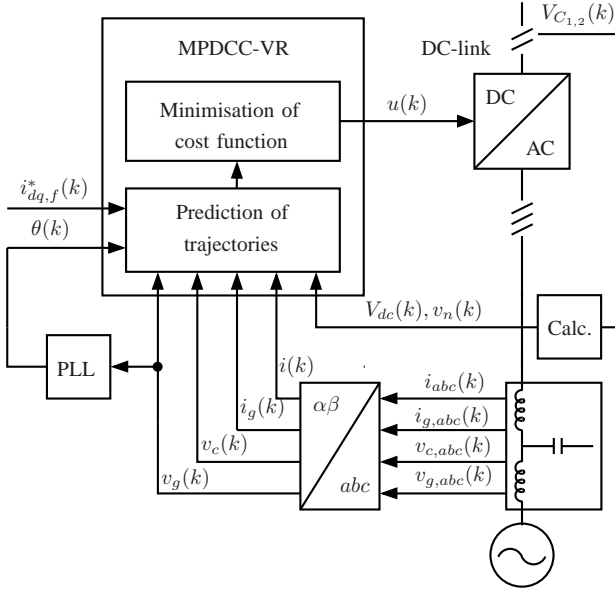 V_{C_{1,2}}(k)
MPDCC-VR
DC-link
Minimisation of
cost function
u(k)
DC
AC
i^*_{dq,f}(k)
θ(k)
Prediction of
trajectories
V_{dc}(k), v_n(k)
Calc.
PLL
i(k)
i_g(k)
v_c(k)
v_g(k)
αβ
abc
i_{abc}(k)
i_{g,abc}(k)
v_{c,abc}(k)
v_{g,abc}(k)